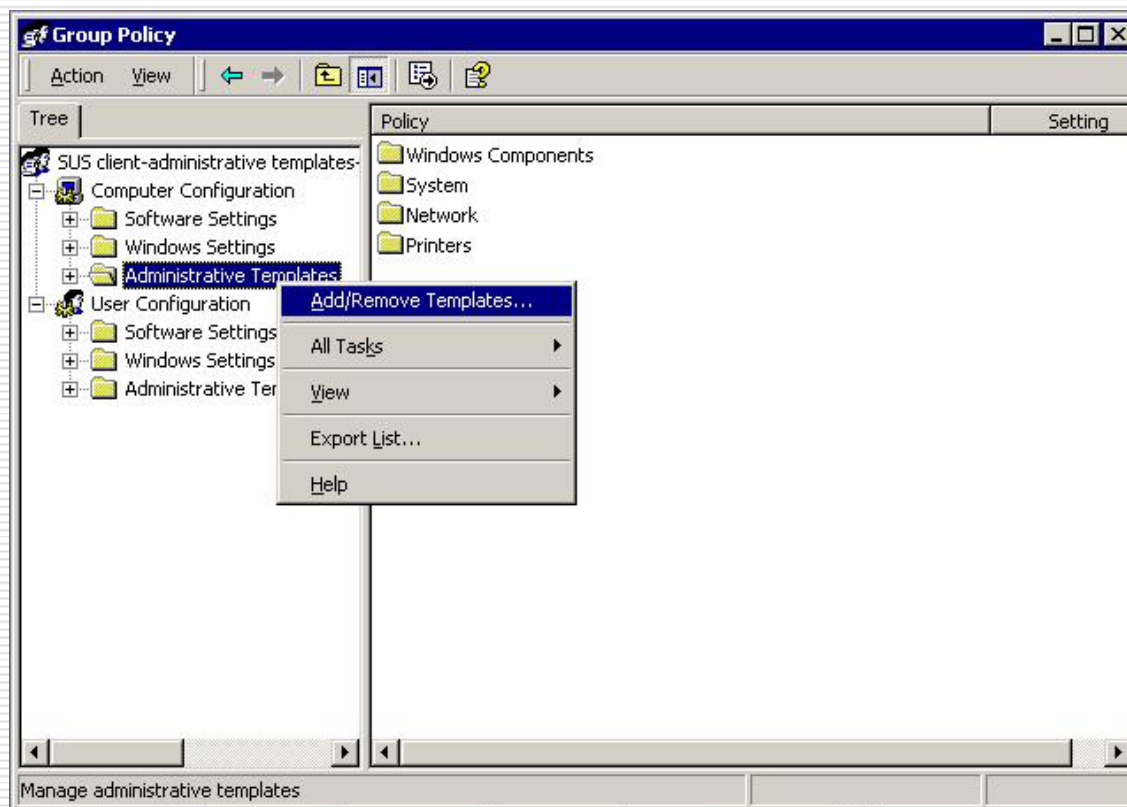 Group Policy
Action View
Tree
Policy Setting
SUS client-administrative templates-
Computer Configuration
Software Settings
Windows Settings
Administrative Templates
User Configuration
Software Settings
Windows Settings
Administrative Ter
Windows Components
System
Network
Printers
Add/Remove Templates...
All Tasks
View
Export List...
Help
Manage administrative templates